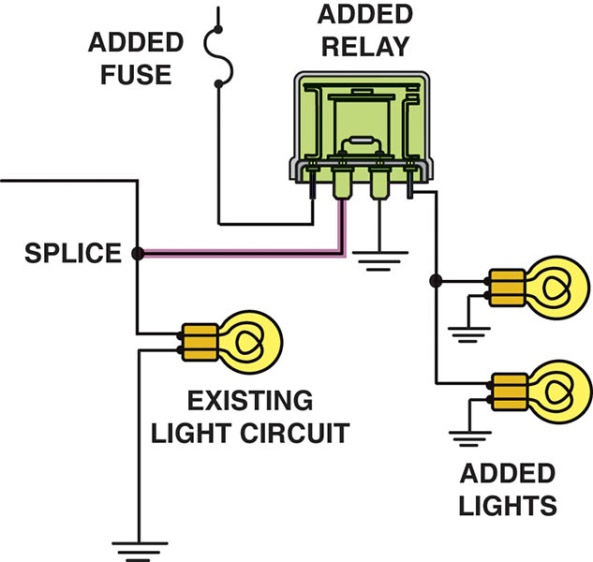 ADDED
FUSE
ADDED
RELAY
SPLICE
EXISTING
LIGHT CIRCUIT
ADDED
LIGHTS